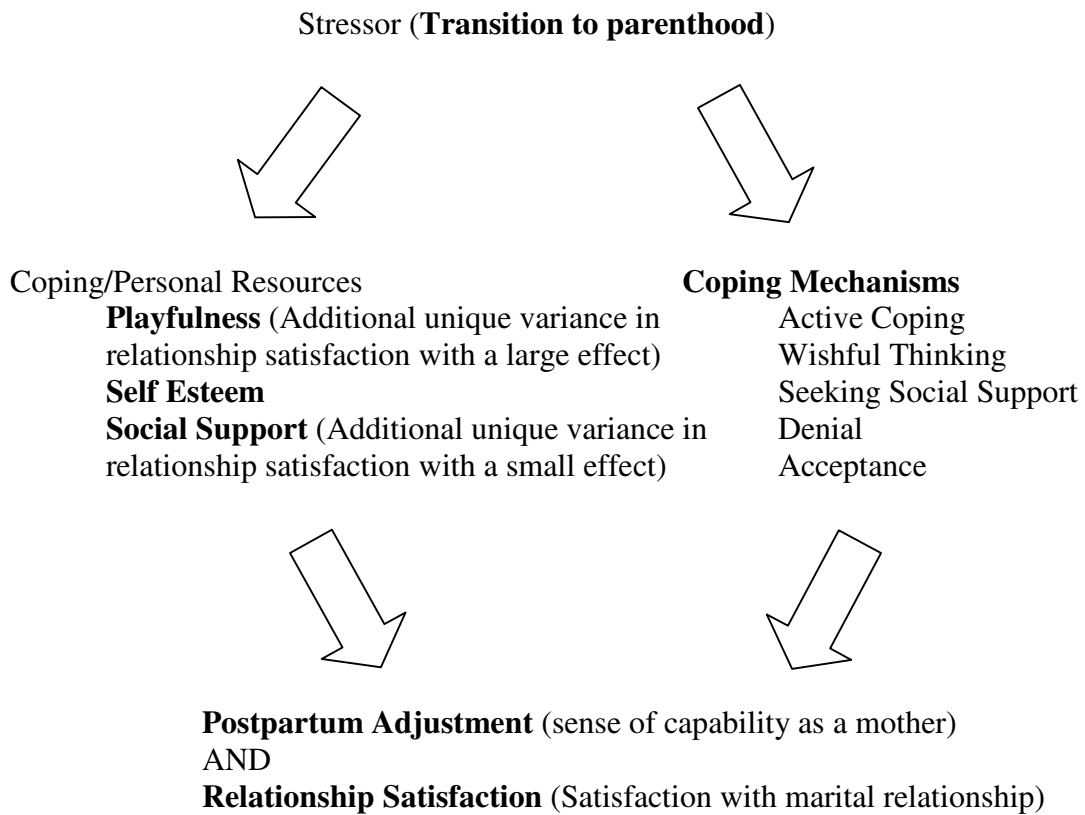 Stressor (Transition to parenthood)
Coping/Personal Resources
Playfulness (Additional unique variance in
relationship satisfaction with a large effect)
Self Esteem
Social Support (Additional unique variance in
relationship satisfaction with a small effect)
Coping Mechanisms
Active Coping
Wishful Thinking
Seeking Social Support
Denial
Acceptance
Postpartum Adjustment (sense of capability as a mother)
AND
Relationship Satisfaction (Satisfaction with marital relationship)